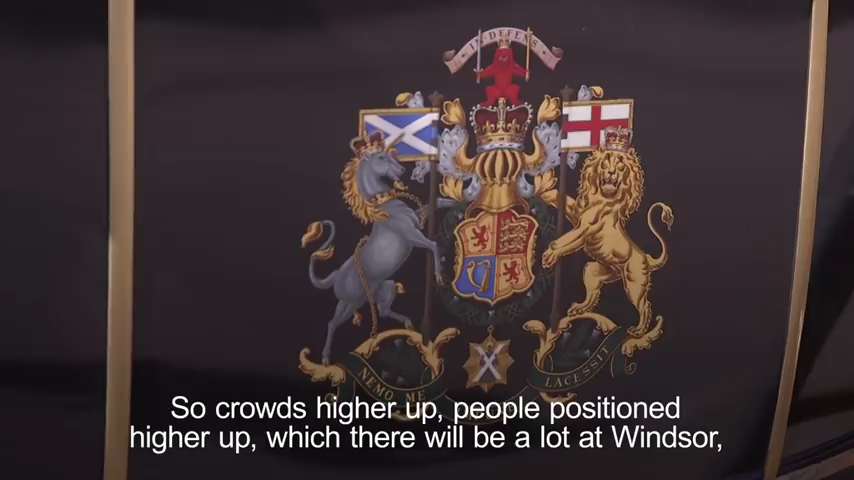 IN DEFENS
NEMO ME
LACESSIT
So crowds higher up, people positioned
higher up, which there will be a lot at Windsor,